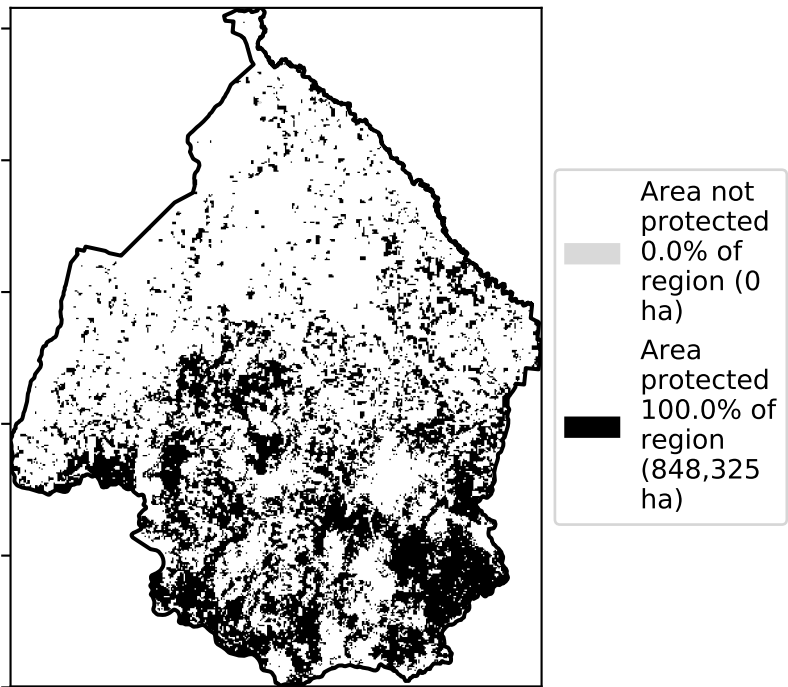 Area not
protected
0.0% of
region (0
ha)
Area
protected
100.0% of
region
(848,325
ha)